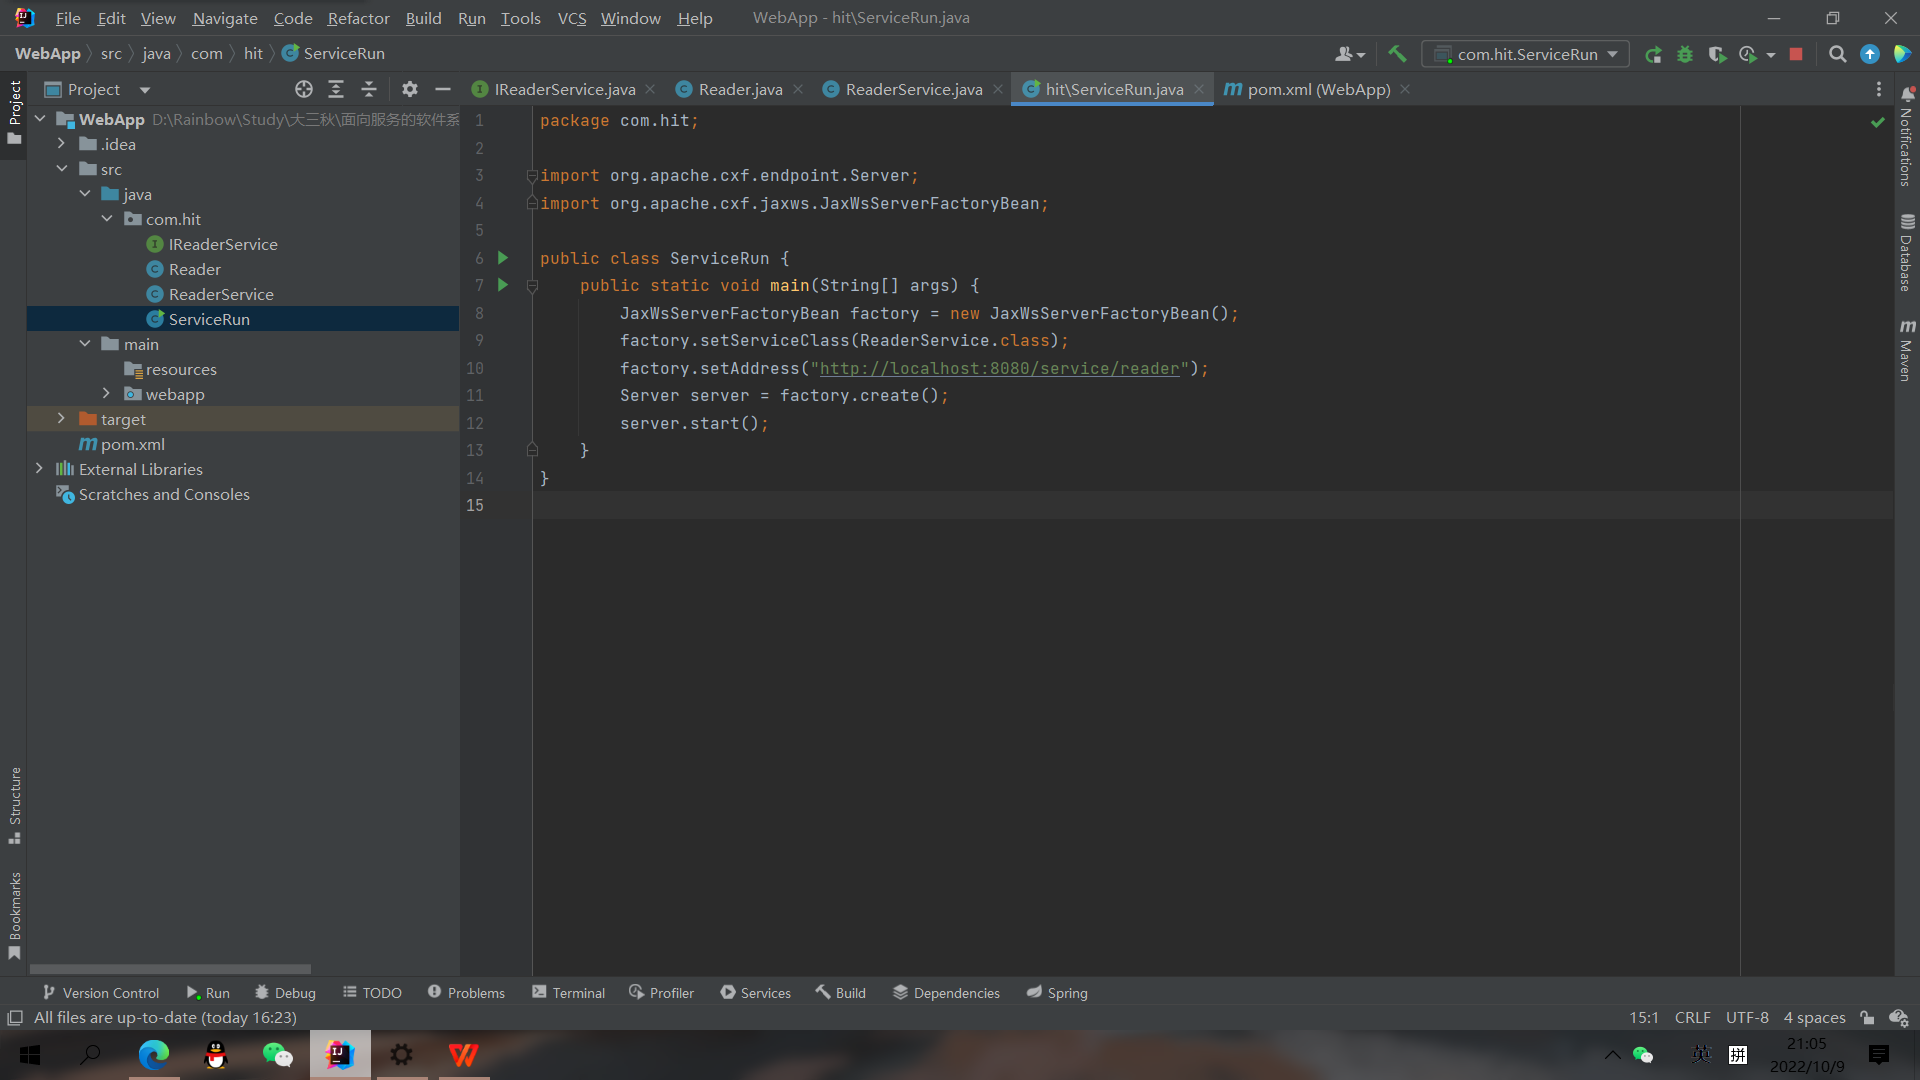 File Edit View Navigate Code Refactor Build Run Tools VCS Window Help WebApp - hit\ServiceRun.java
WebApp src java com hit ServiceRun
com.hit.ServiceRun
Project
IReaderService.java Reader.java ReaderService.java hit\ServiceRun.java pom.xml (WebApp)
Project
WebApp D:\Rainbow\Study\大三秋\面向服务的软件系
.idea
src
java
com.hit
IReaderService
Reader
ReaderService
ServiceRun
main
resources
webapp
target
pom.xml
External Libraries
Scratches and Consoles
Structure
Bookmarks
1 package com.hit;
2
3 import org.apache.cxf.endpoint.Server;
4 import org.apache.cxf.jaxws.JaxWsServerFactoryBean;
5
6 public class ServiceRun {
7 public static void main(String[] args) {
8 JaxWsServerFactoryBean factory = new JaxWsServerFactoryBean();
9 factory.setServiceClass(ReaderService.class);
10 factory.setAddress("http://localhost:8080/service/reader");
11 Server server = factory.create();
12 server.start();
13 }
14 }
15
Notifications
Database
Maven
Version Control Run Debug TODO Problems Terminal Profiler Services Build Dependencies Spring
All files are up-to-date (today 16:23)
15:1 CRLF UTF-8 4 spaces
英 拼
21:05
2022/10/9